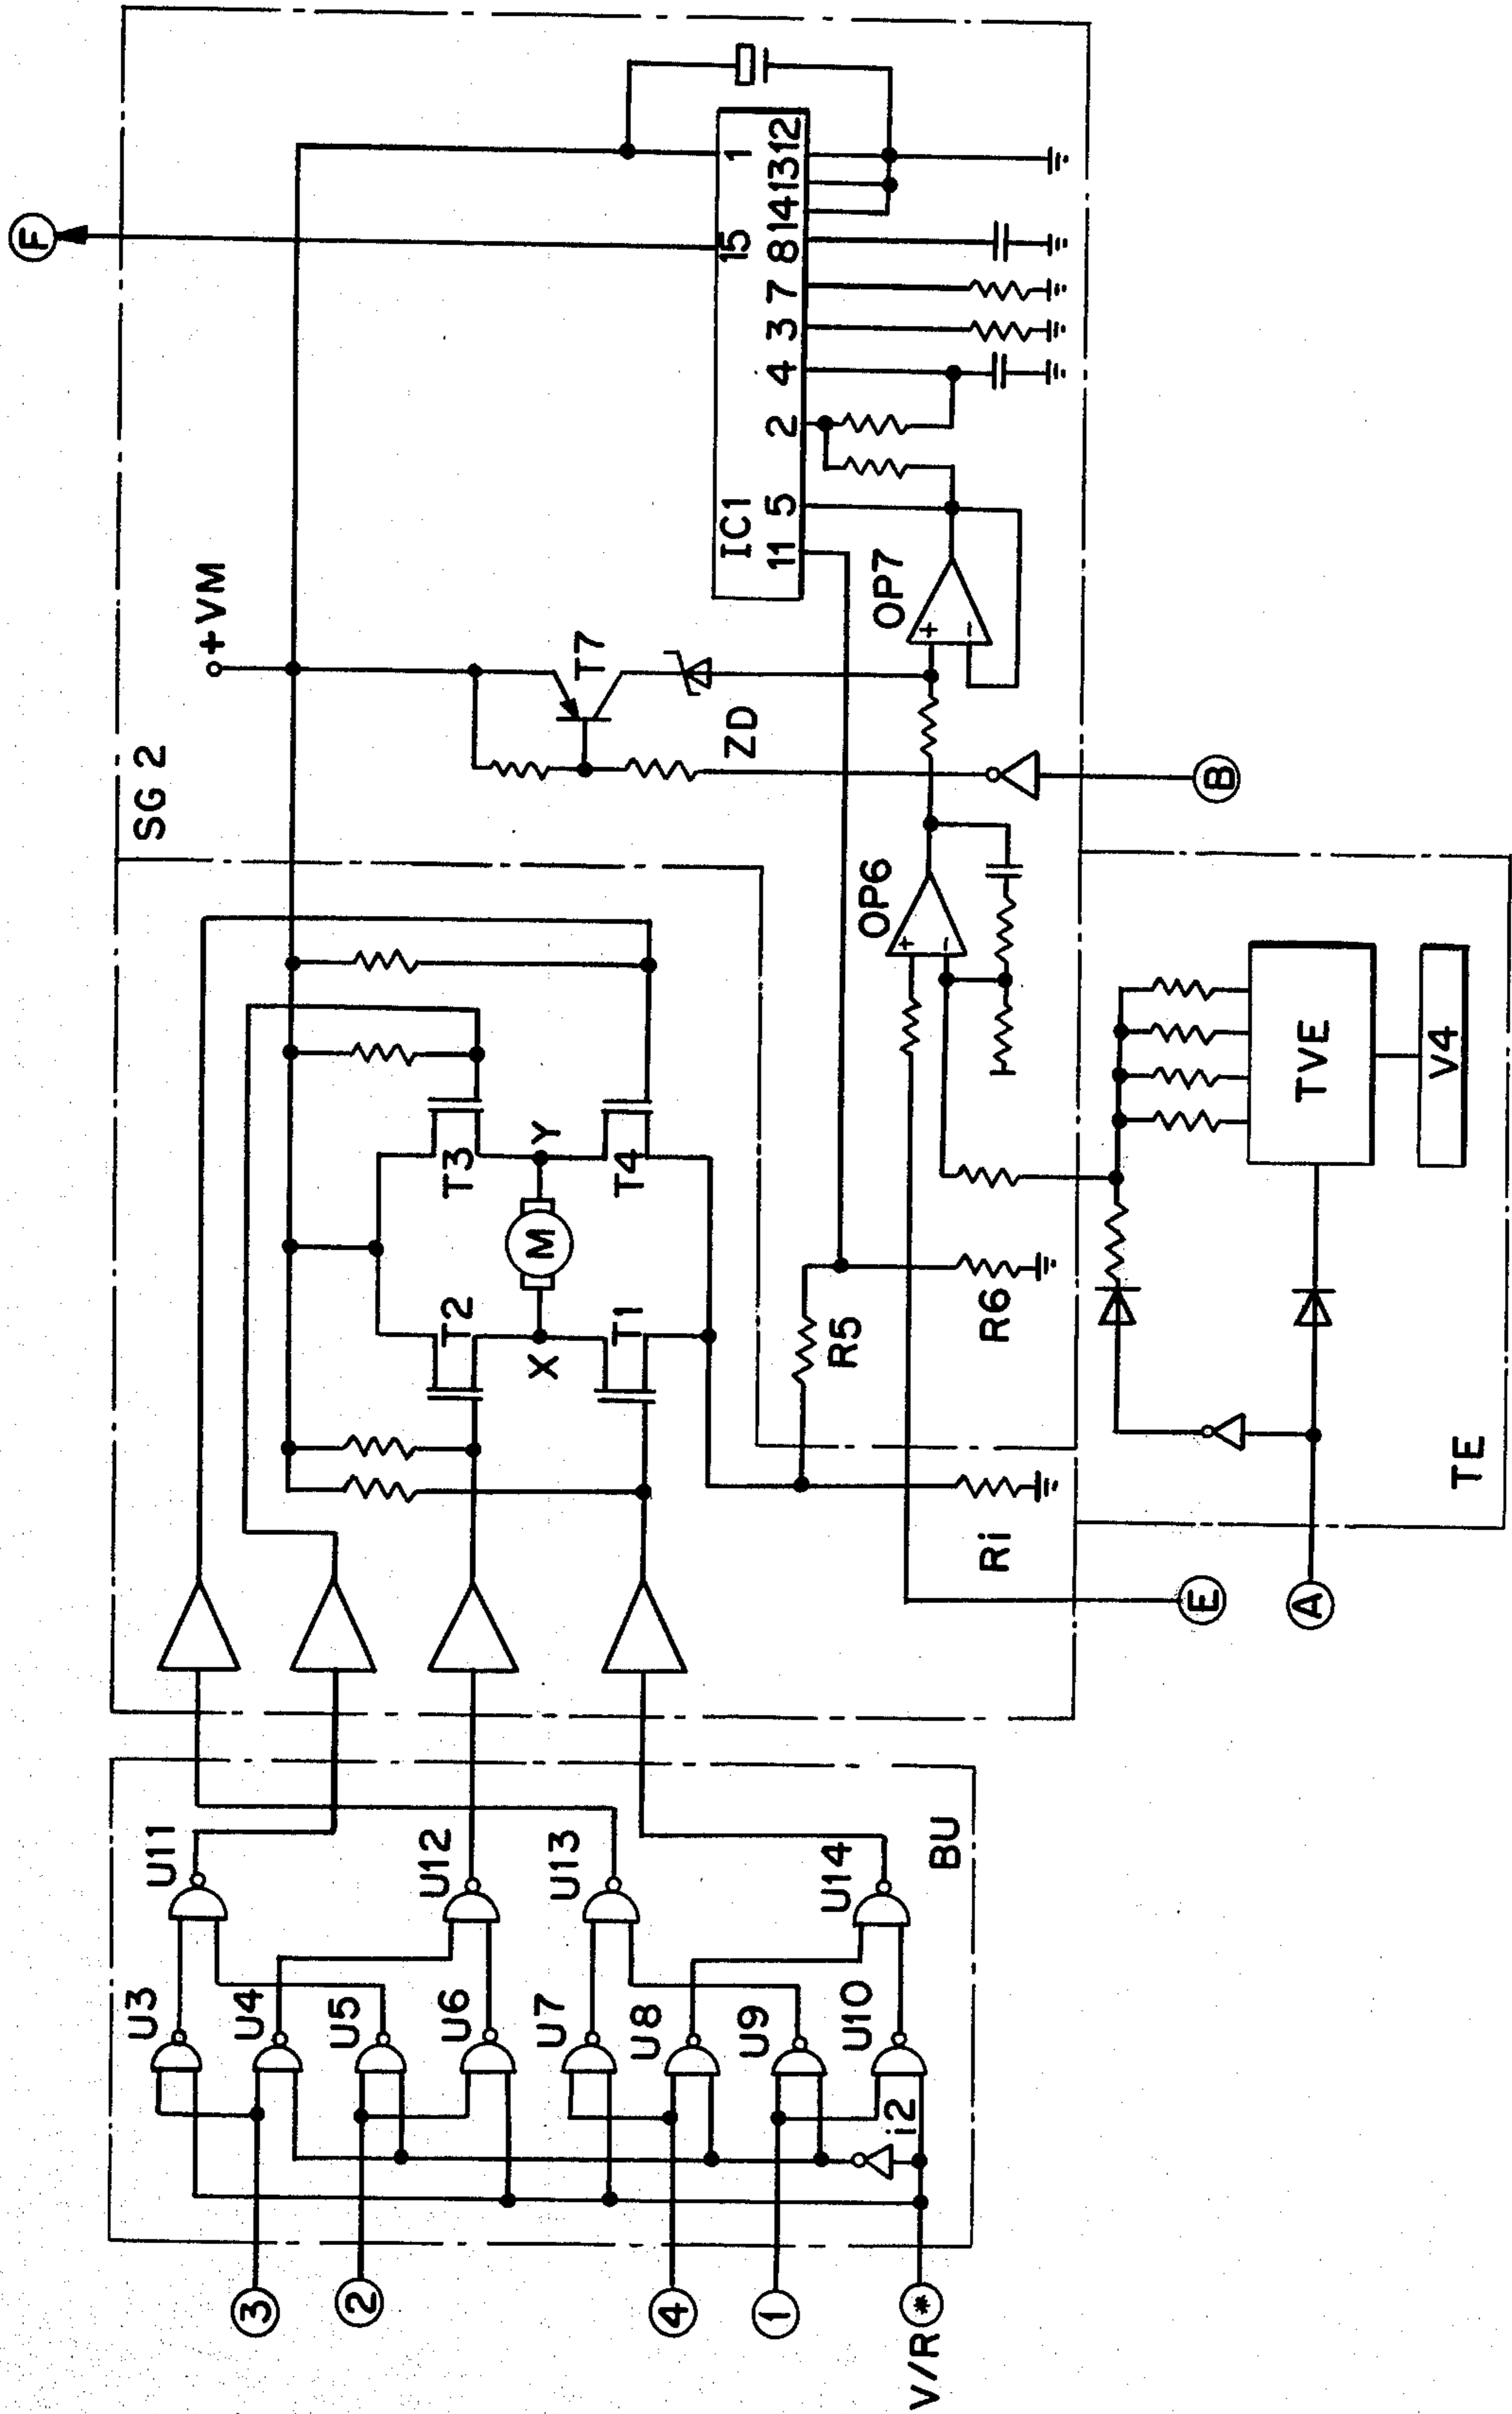 F
+VM
SG 2
1
15
12
13
14
8
7
3
4
2
5
11
IC1
T7
ZD
OP7
+
−
B
OP6
+
−
T3
Y
T4
M
T2
X
T1
R5
R6
Ri
TVE
V4
TE
E
A
U11
U12
U13
U14
BU
U3
U4
U5
U6
U7
U8
U9
U10
i2
3
2
4
1
V/R *